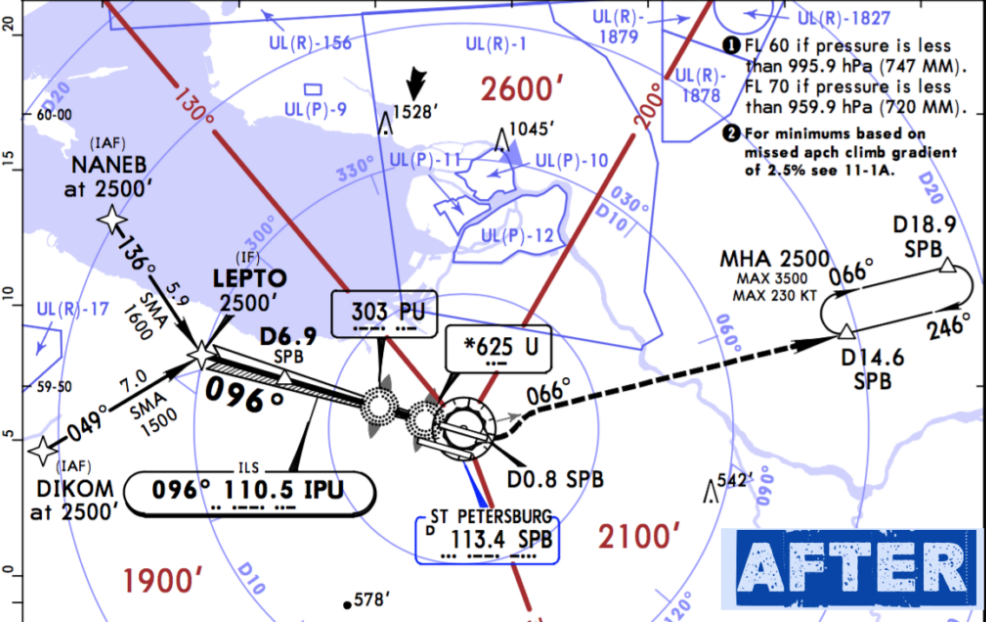 20
15
10
5
0
60-00
59-50
D20
UL(R)-156
UL(R)-1
UL(R)-
1879
UL(R)-1827
UL(R)-
1878
UL(P)-9
130°
2600'
200°
1528'
1045'
UL(P)-11
UL(P)-10
UL(P)-12
330°
300°
030°
D10
D20
1 FL 60 if pressure is less
than 995.9 hPa (747 MM).
FL 70 if pressure is less
than 959.9 hPa (720 MM).
2 For minimums based on
missed apch climb gradient
of 2.5% see 11-1A.
(IAF)
NANEB
at 2500'
136°
5.9
SMA
1600
(IF)
LEPTO
2500'
UL(R)-17
D6.9
SPB
303 PU
*625 U
MHA 2500
MAX 3500
MAX 230 KT
D18.9
SPB
066°
246°
D14.6
SPB
060°
7.0
SMA
1500
049°
096°
066°
(IAF)
DIKOM
at 2500'
ILS
096° 110.5 IPU
D0.8 SPB
ST PETERSBURG
D 113.4 SPB
542'
090°
2100'
1900'
D10
578'
120°
AFTER